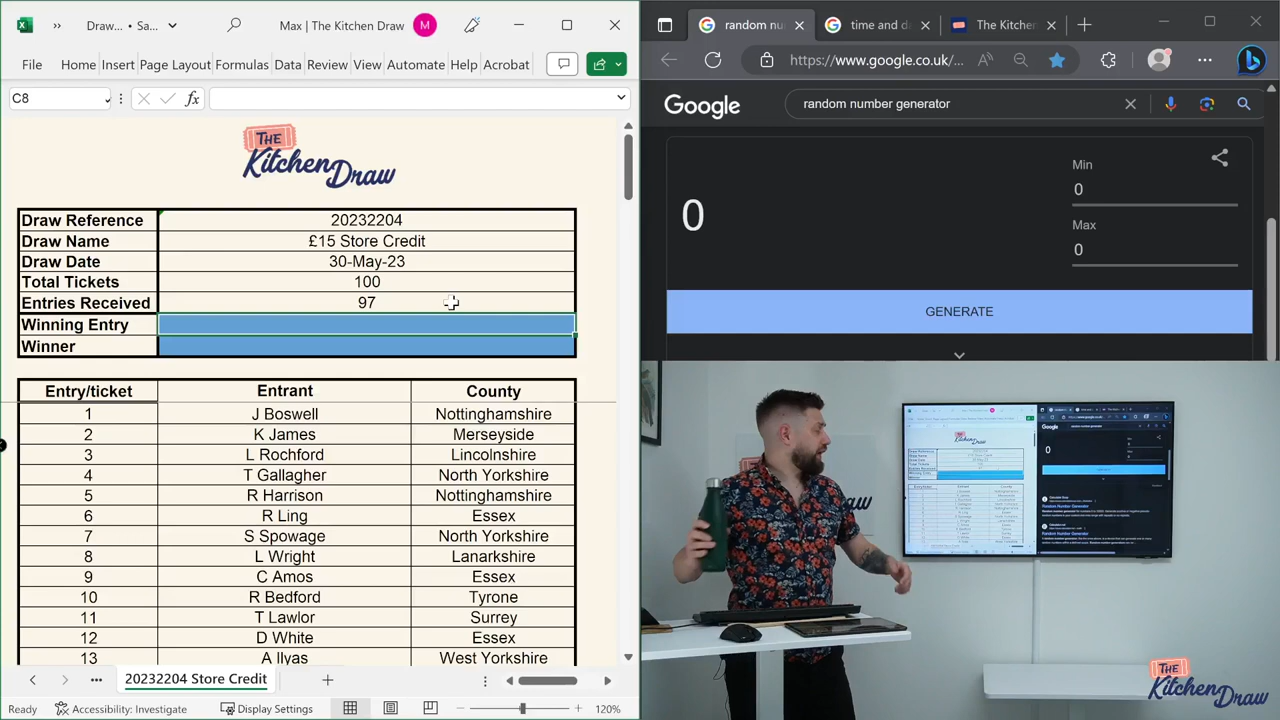 Draw... • Sa...
Max | The Kitchen Draw
M
File Home Insert Page Layout Formulas Data Review View Automate Help Acrobat
C8
fx
THE
Kitchen Draw
Draw Reference 20232204
Draw Name £15 Store Credit
Draw Date 30-May-23
Total Tickets 100
Entries Received 97
Winning Entry
Winner
Entry/ticket Entrant County
1 J Boswell Nottinghamshire
2 K James Merseyside
3 L Rochford Lincolnshire
4 T Gallagher North Yorkshire
5 R Harrison Nottinghamshire
6 R Ling Essex
7 S Spowage North Yorkshire
8 L Wright Lanarkshire
9 C Amos Essex
10 R Bedford Tyrone
11 T Lawlor Surrey
12 D White Essex
13 A Ilyas West Yorkshire
20232204 Store Credit
Ready Accessibility: Investigate Display Settings 120%
random nu
time and d
The Kitchen
https://www.google.co.uk/...
Google
random number generator
0
Min
0
Max
0
GENERATE
THE
Kitchen Draw